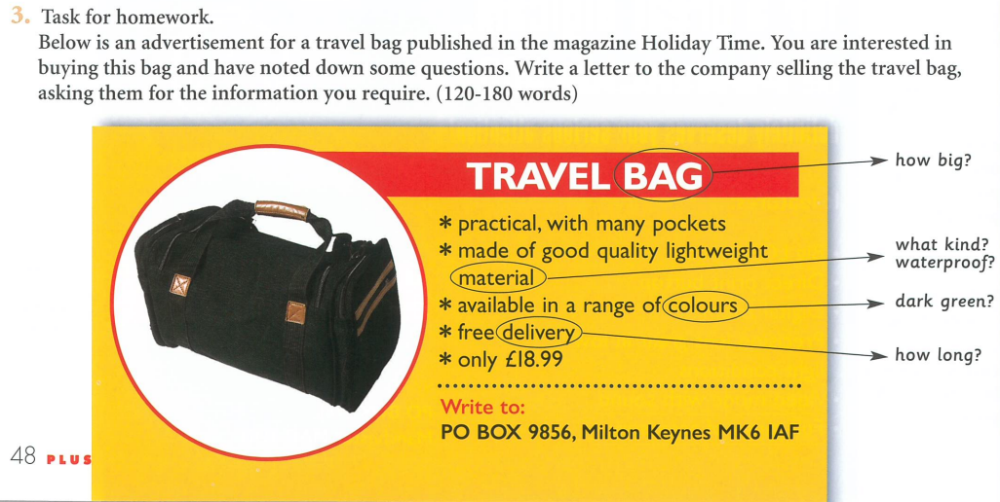 3. Task for homework.
Below is an advertisement for a travel bag published in the magazine Holiday Time. You are interested in
buying this bag and have noted down some questions. Write a letter to the company selling the travel bag,
asking them for the information you require. (120-180 words)
TRAVEL BAG
how big?
* practical, with many pockets
* made of good quality lightweight
material
what kind?
waterproof?
* available in a range of colours
dark green?
* free delivery
how long?
* only £18.99
Write to:
PO BOX 9856, Milton Keynes MK6 IAF
48 PLUS